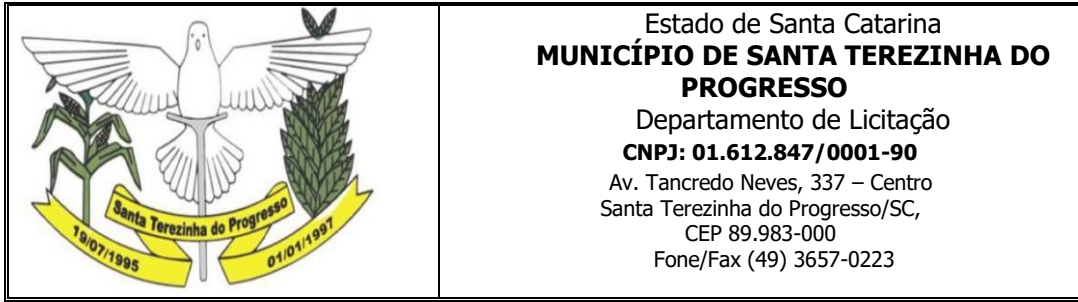 Santa Terezinha do Progresso
19/07/1995
01/01/1997
Estado de Santa Catarina
MUNICÍPIO DE SANTA TEREZINHA DO
PROGRESSO
Departamento de Licitação
CNPJ: 01.612.847/0001-90
Av. Tancredo Neves, 337 – Centro
Santa Terezinha do Progresso/SC,
CEP 89.983-000
Fone/Fax (49) 3657-0223